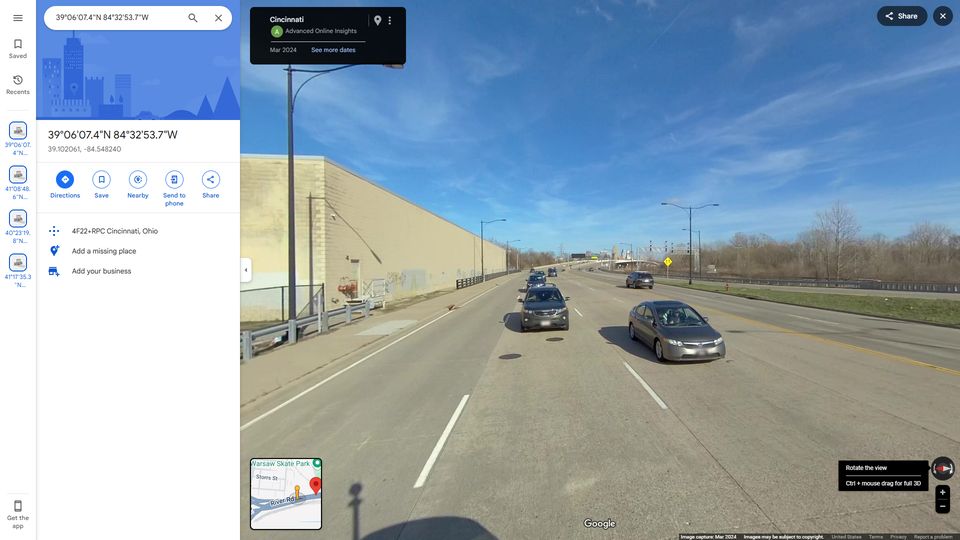 39°06'07.4"N 84°32'53.7"W
Saved
Recents
39°06'07.
4"N...
41°08'48.
6"N...
40°23'19.
8"N...
41°11'35.3
"N...
Get the
app
39°06'07.4"N 84°32'53.7"W
39.102061, -84.548240
Directions
Save
Nearby
Send to
phone
Share
4F22+RPC Cincinnati, Ohio
Add a missing place
Add your business
Cincinnati
A
Advanced Online Insights
Mar 2024
See more dates
Share
Warsaw Skate Park
Storrs St
River Rd
Rotate the view
Ctrl + mouse drag for full 3D
Google
Image capture: Mar 2024
Images may be subject to copyright.
United States
Terms
Privacy
Report a problem